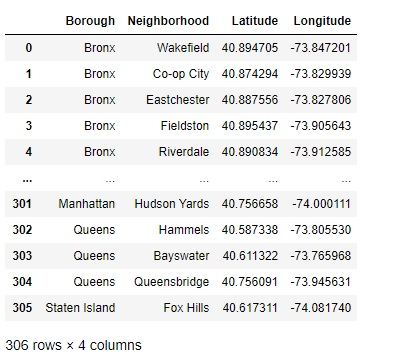 Borough Neighborhood Latitude Longitude
0 Bronx Wakefield 40.894705 -73.847201
1 Bronx Co-op City 40.874294 -73.829939
2 Bronx Eastchester 40.887556 -73.827806
3 Bronx Fieldston 40.895437 -73.905643
4 Bronx Riverdale 40.890834 -73.912585
... ... ... ... ...
301 Manhattan Hudson Yards 40.756658 -74.000111
302 Queens Hammels 40.587338 -73.805530
303 Queens Bayswater 40.611322 -73.765968
304 Queens Queensbridge 40.756091 -73.945631
305 Staten Island Fox Hills 40.617311 -74.081740
306 rows × 4 columns